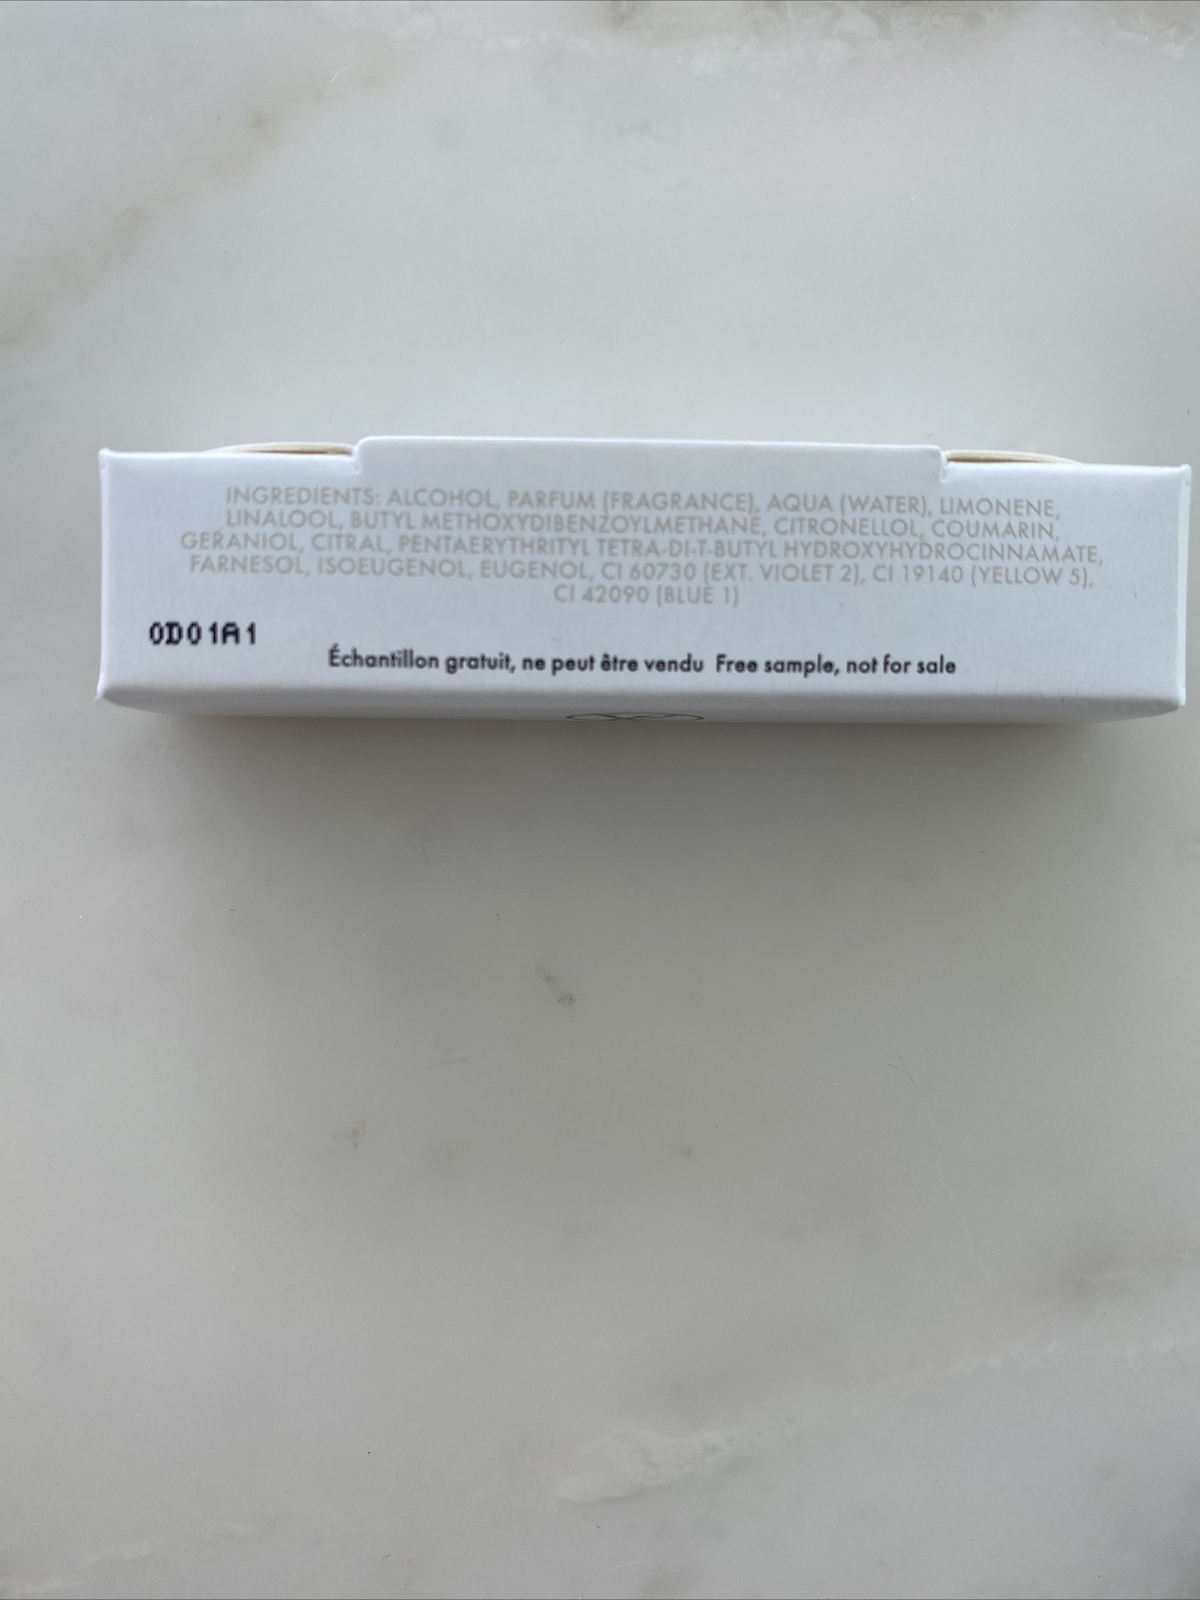 INGREDIENTS: ALCOHOL, PARFUM (FRAGRANCE), AQUA (WATER), LIMONENE,
LINALOOL, BUTYL METHOXYDIBENZOYLMETHANE, CITRONELLOL, COUMARIN,
GERANIOL, CITRAL, PENTAERYTHRITYL TETRA-DI-T-BUTYL HYDROXYHYDROCINNAMATE,
FARNESOL, ISOEUGENOL, EUGENOL, CI 60730 (EXT. VIOLET 2), CI 19140 (YELLOW 5),
CI 42090 (BLUE 1)
0D01A1
Échantillon gratuit, ne peut être vendu Free sample, not for sale